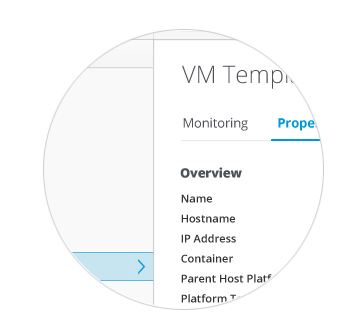 VM Templ
Monitoring Prope
Overview
Name
Hostname
IP Address
Container
Parent Host Platf
Platform T